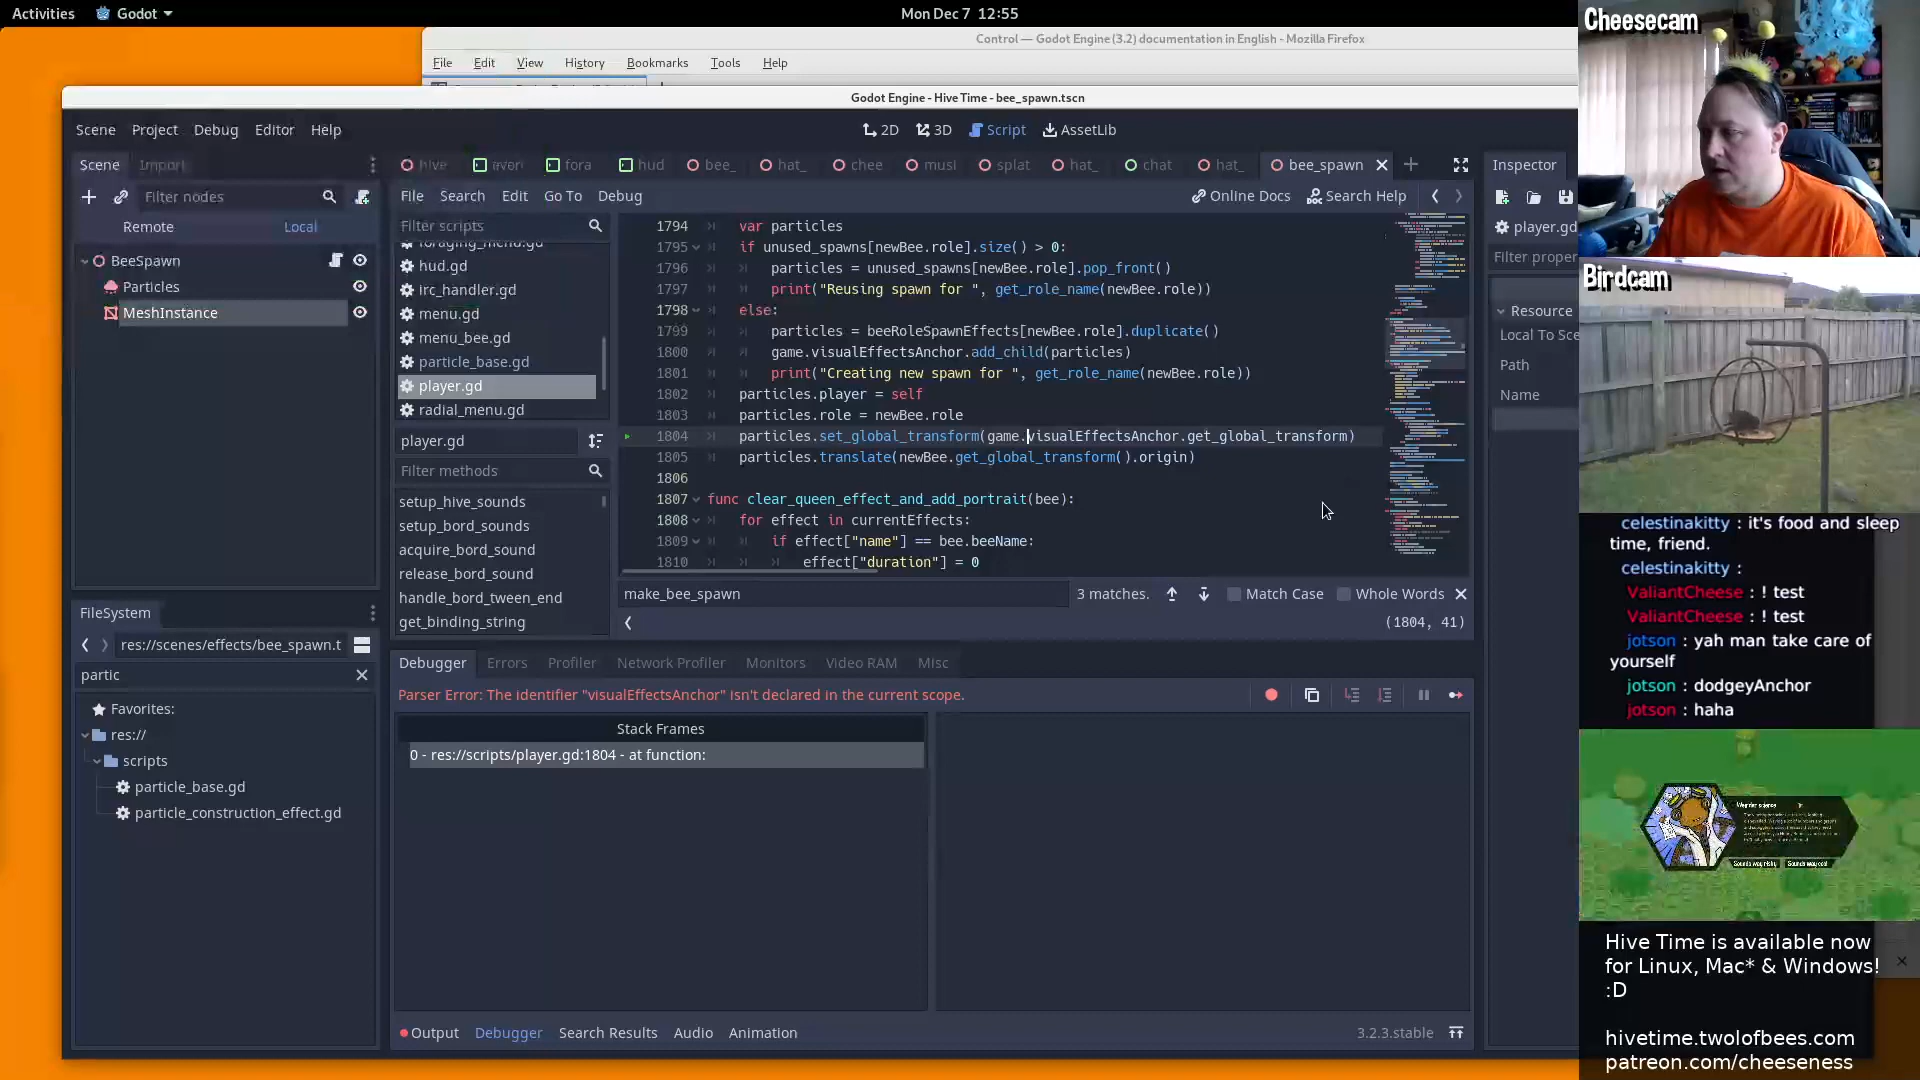 Activities
Godot
Mon Dec 7 12:55
Control — Godot Engine (3.2) documentation in English - Mozilla Firefox
File Edit View History Bookmarks Tools Help
Godot Engine - Hive Time - bee_spawn.tscn
Scene Project Debug Editor Help
2D 3D Script AssetLib
Scene Import
Filter nodes
Remote Local
BeeSpawn
Particles
MeshInstance
hive fora hud bee_ hat_ chee musi splat hat_ chat hat_ bee_spawn
File Search Edit Go To Debug
Online Docs Search Help
Filter scripts
foraging_menu.gd
hud.gd
irc_handler.gd
menu.gd
menu_bee.gd
particle_base.gd
player.gd
radial_menu.gd
player.gd
Filter methods
setup_hive_sounds
setup_bord_sounds
acquire_bord_sound
release_bord_sound
handle_bord_tween_end
get_binding_string
1794 var particles
1795 if unused_spawns[newBee.role].size() > 0:
1796 particles = unused_spawns[newBee.role].pop_front()
1797 print("Reusing spawn for ", get_role_name(newBee.role))
1798 else:
1799 particles = beeRoleSpawnEffects[newBee.role].duplicate()
1800 game.visualEffectsAnchor.add_child(particles)
1801 print("Creating new spawn for ", get_role_name(newBee.role))
1802 particles.player = self
1803 particles.role = newBee.role
1804 particles.set_global_transform(game.visualEffectsAnchor.get_global_transform)
1805 particles.translate(newBee.get_global_transform().origin)
1806
1807 func clear_queen_effect_and_add_portrait(bee):
1808 for effect in currentEffects:
1809 if effect["name"] == bee.beeName:
1810 effect["duration"] = 0
make_bee_spawn
3 matches.
Match Case
Whole Words
(1804, 41)
FileSystem
res://scenes/effects/bee_spawn.t
partic
Favorites:
res://
scripts
particle_base.gd
particle_construction_effect.gd
Debugger Errors Profiler Network Profiler Monitors Video RAM Misc
Parser Error: The identifier "visualEffectsAnchor" isn't declared in the current scope.
Stack Frames
0 - res://scripts/player.gd:1804 - at function:
Output Debugger Search Results Audio Animation
3.2.3.stable
Inspector
player.gd
Filter proper
Resource
Local To Sce
Path
Name
Cheesecam
Birdcam
celestinakitty : it's food and sleep
time, friend.
celestinakitty :
ValiantCheese : ! test
ValiantCheese : ! test
jotson : yah man take care of
yourself
jotson : dodgeyAnchor
jotson : haha
Sounds way risky
Sounds way cool
Hive Time is available now
for Linux, Mac* & Windows!
:D
hivetime.twolofbees.com
patreon.com/cheeseness